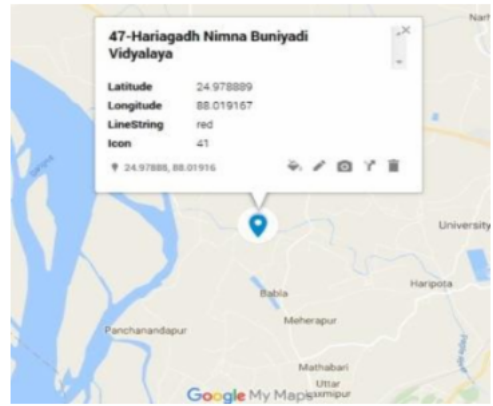 Narh
47-Hariagadh Nimna Buniyadi
Vidyalaya
Latitude 24.978889
Longitude 88.019167
LineString red
Icon 41
24.97888, 88.01916
University
Babla
Haripota
Meherapur
Panchanandapur
Mathabari
Uttar
Google My Maps